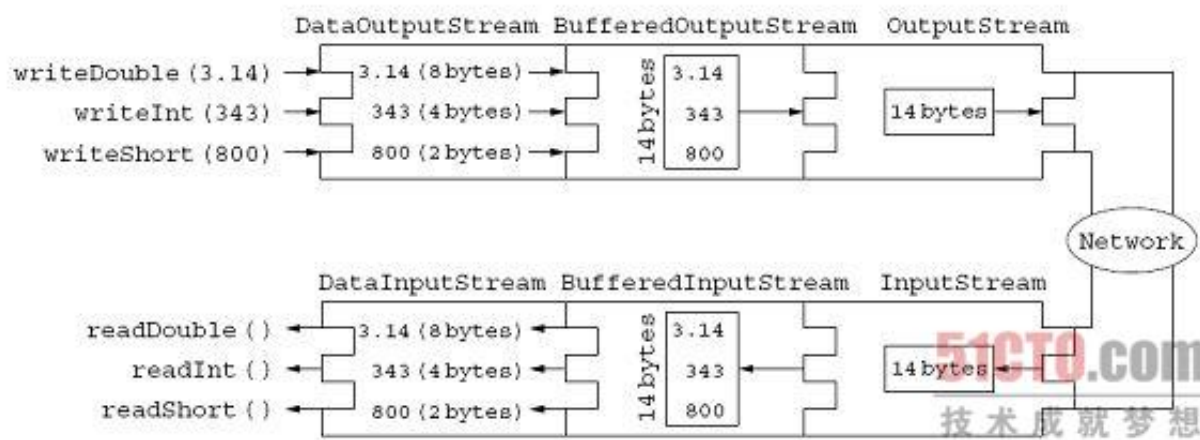 DataOutputStream BufferedOutputStream OutputStream
writeDouble (3.14) 3.14 (8bytes) 3.14
writeInt (343) 343 (4bytes) 14bytes 343 14bytes
writeShort (800) 800 (2bytes) 800
Network
DataInputStream BufferedInputStream InputStream
readDouble () 3.14 (8bytes) 3.14
readInt () 343 (4bytes) 14bytes 343 14bytes
readShort () 800 (2bytes) 800
51CTO.com
技术成就梦想